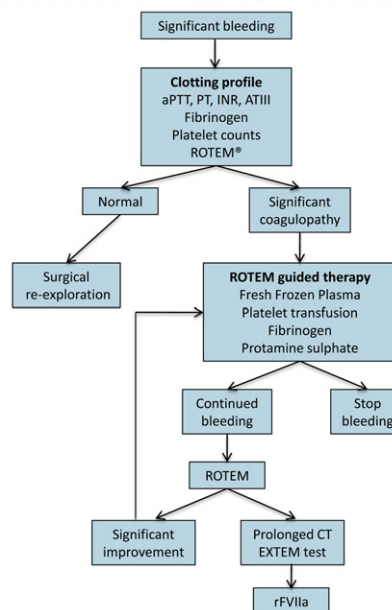 Significant bleeding
Clotting profile
aPTT, PT, INR, ATIII
Fibrinogen
Platelet counts
ROTEM®
Normal
Significant
coagulopathy
Surgical
re-exploration
ROTEM guided therapy
Fresh Frozen Plasma
Platelet transfusion
Fibrinogen
Protamine sulphate
Continued
bleeding
Stop
bleeding
ROTEM
Significant
improvement
Prolonged CT
EXTEM test
rFVIIa